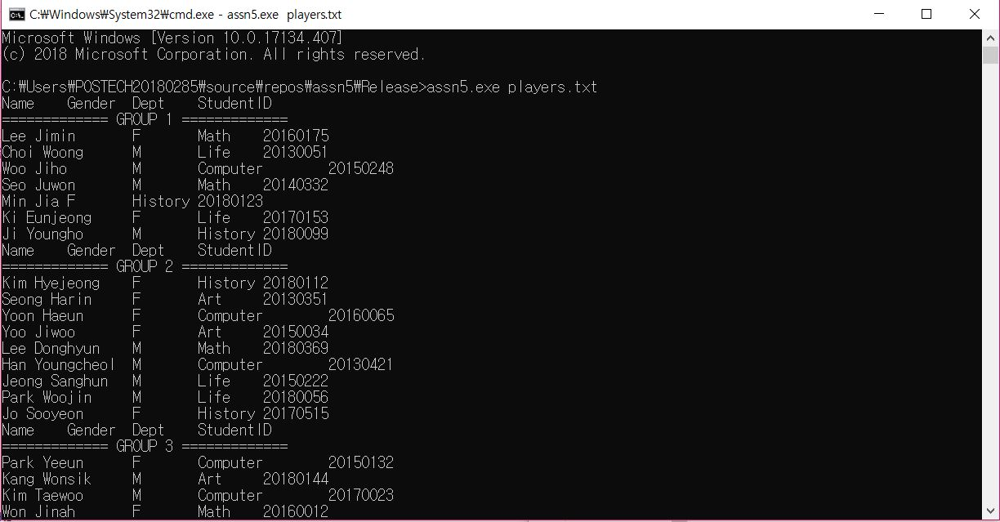 C:₩Windows₩System32₩cmd.exe - assn5.exe  players.txt
Microsoft Windows [Version 10.0.17134.407]
(c) 2018 Microsoft Corporation. All rights reserved.
C:₩Users₩POSTECH20180285₩source₩repos₩assn5₩Release>assn5.exe players.txt
Name    Gender  Dept    StudentID
============= GROUP 1 =============
Lee Jimin       F       Math    20160175
Choi Woong      M       Life    20130051
Woo Jiho        M       Computer        20150248
Seo Juwon       M       Math    20140332
Min Jia F       History 20180123
Ki Eunjeong     F       Life    20170153
Ji Youngho      M       History 20180099
Name    Gender  Dept    StudentID
============= GROUP 2 =============
Kim Hyejeong    F       History 20180112
Seong Harin     F       Art     20130351
Yoon Haeun      F       Computer        20160065
Yoo Jiwoo       F       Art     20150034
Lee Donghyun    M       Math    20180369
Han Youngcheol  M       Computer        20130421
Jeong Sanghun   M       Life    20150222
Park Woojin     M       Life    20180056
Jo Sooyeon      F       History 20170515
Name    Gender  Dept    StudentID
============= GROUP 3 =============
Park Yeeun      F       Computer        20150132
Kang Wonsik     M       Art     20180144
Kim Taewoo      M       Computer        20170023
Won Jinah       F       Math    20160012